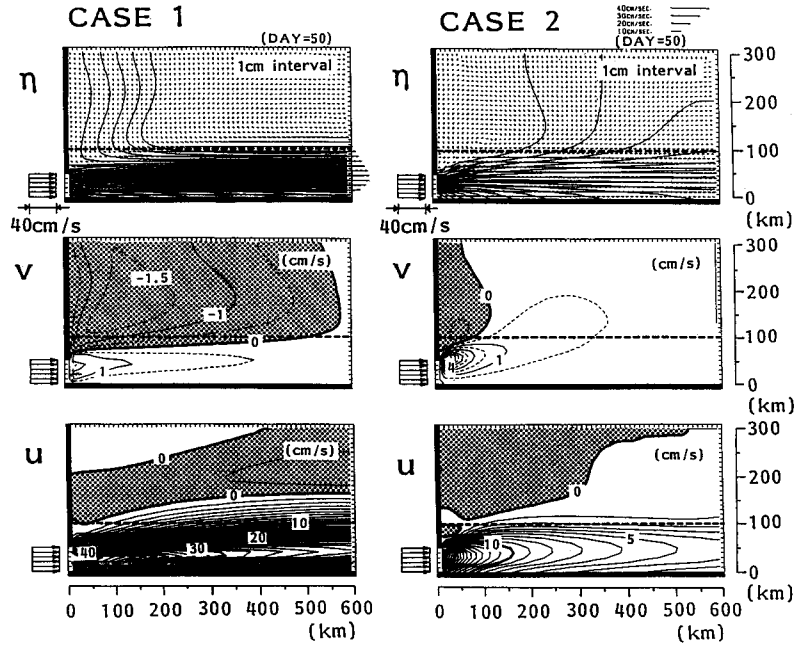 CASE 1
CASE 2
40CM/SEC.
30CM/SEC.
20CM/SEC.
10CM/SEC.
(DAY=50)
(DAY=50)
η
1cm interval
η
1cm interval
300
200
100
0
(km)
40cm/s
40cm/s
v
(cm/s)
-1.5
-1
0
1
v
(cm/s)
0
4
1
300
200
100
0
(km)
u
(cm/s)
0
0
10
20
30
40
u
(cm/s)
0
10
5
300
200
100
0
(km)
0 100 200 300 400 500 600
(km)
0 100 200 300 400 500 600
(km)